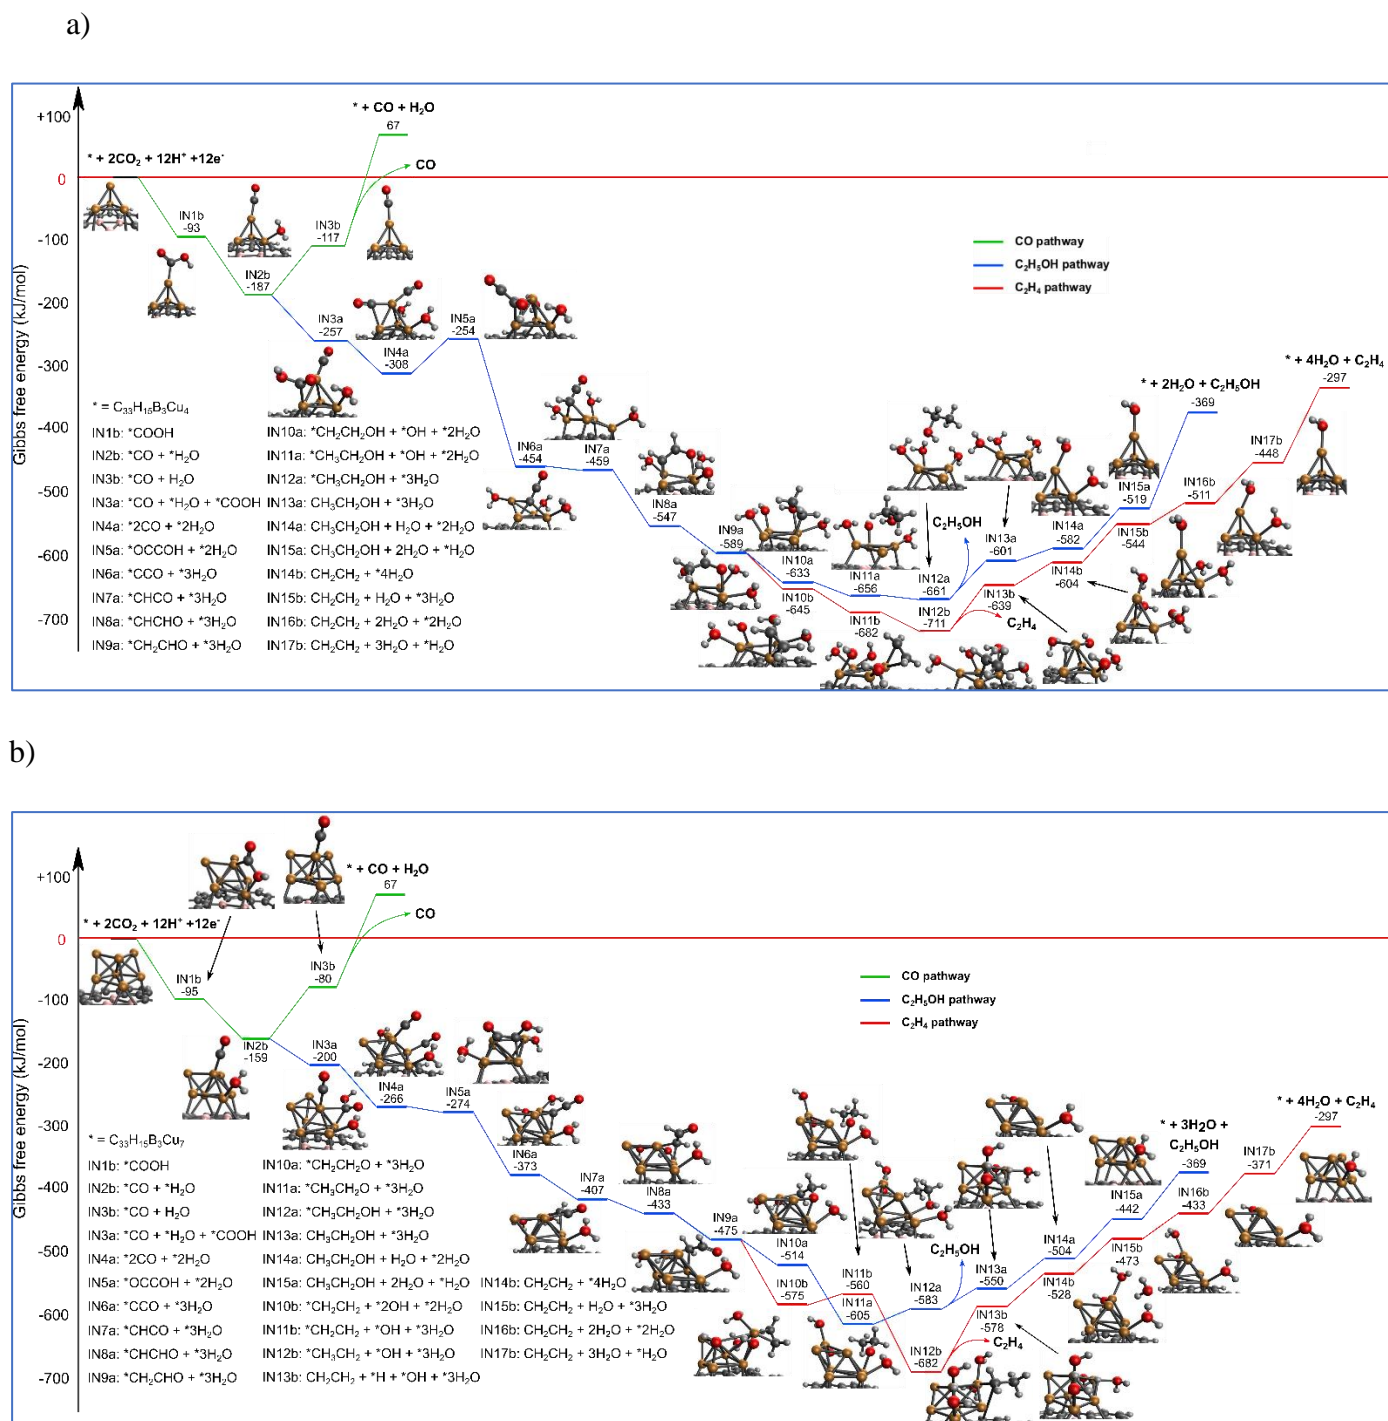 a)
Gibbs free energy (kJ/mol)
+100
0
-100
-200
-300
-400
-500
-600
-700
* + 2CO₂ + 12H⁺ +12e⁻
IN1b
-93
IN2b
-187
IN3b
-117
* + CO + H₂O
67
CO
IN3a
-257
IN4a
-308
IN5a
-254
IN6a
-454
IN7a
-459
IN8a
-547
IN9a
-589
IN10a
-633
IN11a
-656
IN12a
-661
C₂H₅OH
IN13a
-601
IN14a
-582
IN15a
-519
* + 2H₂O + C₂H₅OH
-369
IN10b
-645
IN11b
-682
IN12b
-711
C₂H₄
IN13b
-639
IN14b
-604
IN15b
-544
IN16b
-511
IN17b
-448
* + 4H₂O + C₂H₄
-297
CO pathway
C₂H₅OH pathway
C₂H₄ pathway
* = C₃₃H₁₅B₃Cu₄
IN1b: *COOH
IN2b: *CO + *H₂O
IN3b: *CO + H₂O
IN3a: *CO + *H₂O + *COOH
IN4a: *2CO + *2H₂O
IN5a: *OCCOH + *2H₂O
IN6a: *CCO + *3H₂O
IN7a: *CHCO + *3H₂O
IN8a: *CHCHO + *3H₂O
IN9a: *CH₂CHO + *3H₂O
IN10a: *CH₂CH₂OH + *OH + *2H₂O
IN11a: *CH₃CH₂OH + *OH + *2H₂O
IN12a: *CH₃CH₂OH + *3H₂O
IN13a: CH₃CH₂OH + *3H₂O
IN14a: CH₃CH₂OH + H₂O + *2H₂O
IN15a: CH₃CH₂OH + 2H₂O + *H₂O
IN14b: CH₂CH₂ + *4H₂O
IN15b: CH₂CH₂ + H₂O + *3H₂O
IN16b: CH₂CH₂ + 2H₂O + *2H₂O
IN17b: CH₂CH₂ + 3H₂O + *H₂O
b)
Gibbs free energy (kJ/mol)
+100
0
-100
-200
-300
-400
-500
-600
-700
* + 2CO₂ + 12H⁺ +12e⁻
IN1b
-95
IN2b
-159
IN3b
-80
* + CO + H₂O
67
CO
IN3a
-200
IN4a
-266
IN5a
-274
IN6a
-373
IN7a
-407
IN8a
-433
IN9a
-475
IN10a
-514
IN11a
-605
IN12a
-583
C₂H₅OH
IN13a
-550
IN14a
-504
IN15a
-442
* + 3H₂O +
C₂H₅OH
-369
IN10b
-575
IN11b
-560
IN12b
-682
C₂H₄
IN13b
-578
IN14b
-528
IN15b
-473
IN16b
-433
IN17b
-371
* + 4H₂O + C₂H₄
-297
CO pathway
C₂H₅OH pathway
C₂H₄ pathway
* = C₃₃H₁₅B₃Cu₇
IN1b: *COOH
IN2b: *CO + *H₂O
IN3b: *CO + H₂O
IN3a: *CO + *H₂O + *COOH
IN4a: *2CO + *2H₂O
IN5a: *OCCOH + *2H₂O
IN6a: *CCO + *3H₂O
IN7a: *CHCO + *3H₂O
IN8a: *CHCHO + *3H₂O
IN9a: *CH₂CHO + *3H₂O
IN10a: *CH₃CH₂O + *3H₂O
IN11a: *CH₃CH₂O + *3H₂O
IN12a: *CH₃CH₂OH + *3H₂O
IN13a: CH₃CH₂OH + *3H₂O
IN14a: CH₃CH₂OH + H₂O + *2H₂O
IN15a: CH₃CH₂OH + 2H₂O + *H₂O
IN10b: *CH₂CH₂ + *2OH + *2H₂O
IN11b: *CH₂CH₂ + *OH + *3H₂O
IN12b: *CH₃CH₂ + *OH + *3H₂O
IN13b: CH₂CH₂ + *H + *OH + *3H₂O
IN14b: CH₂CH₂ + *4H₂O
IN15b: CH₂CH₂ + H₂O + *3H₂O
IN16b: CH₂CH₂ + 2H₂O + *2H₂O
IN17b: CH₂CH₂ + 3H₂O + *H₂O